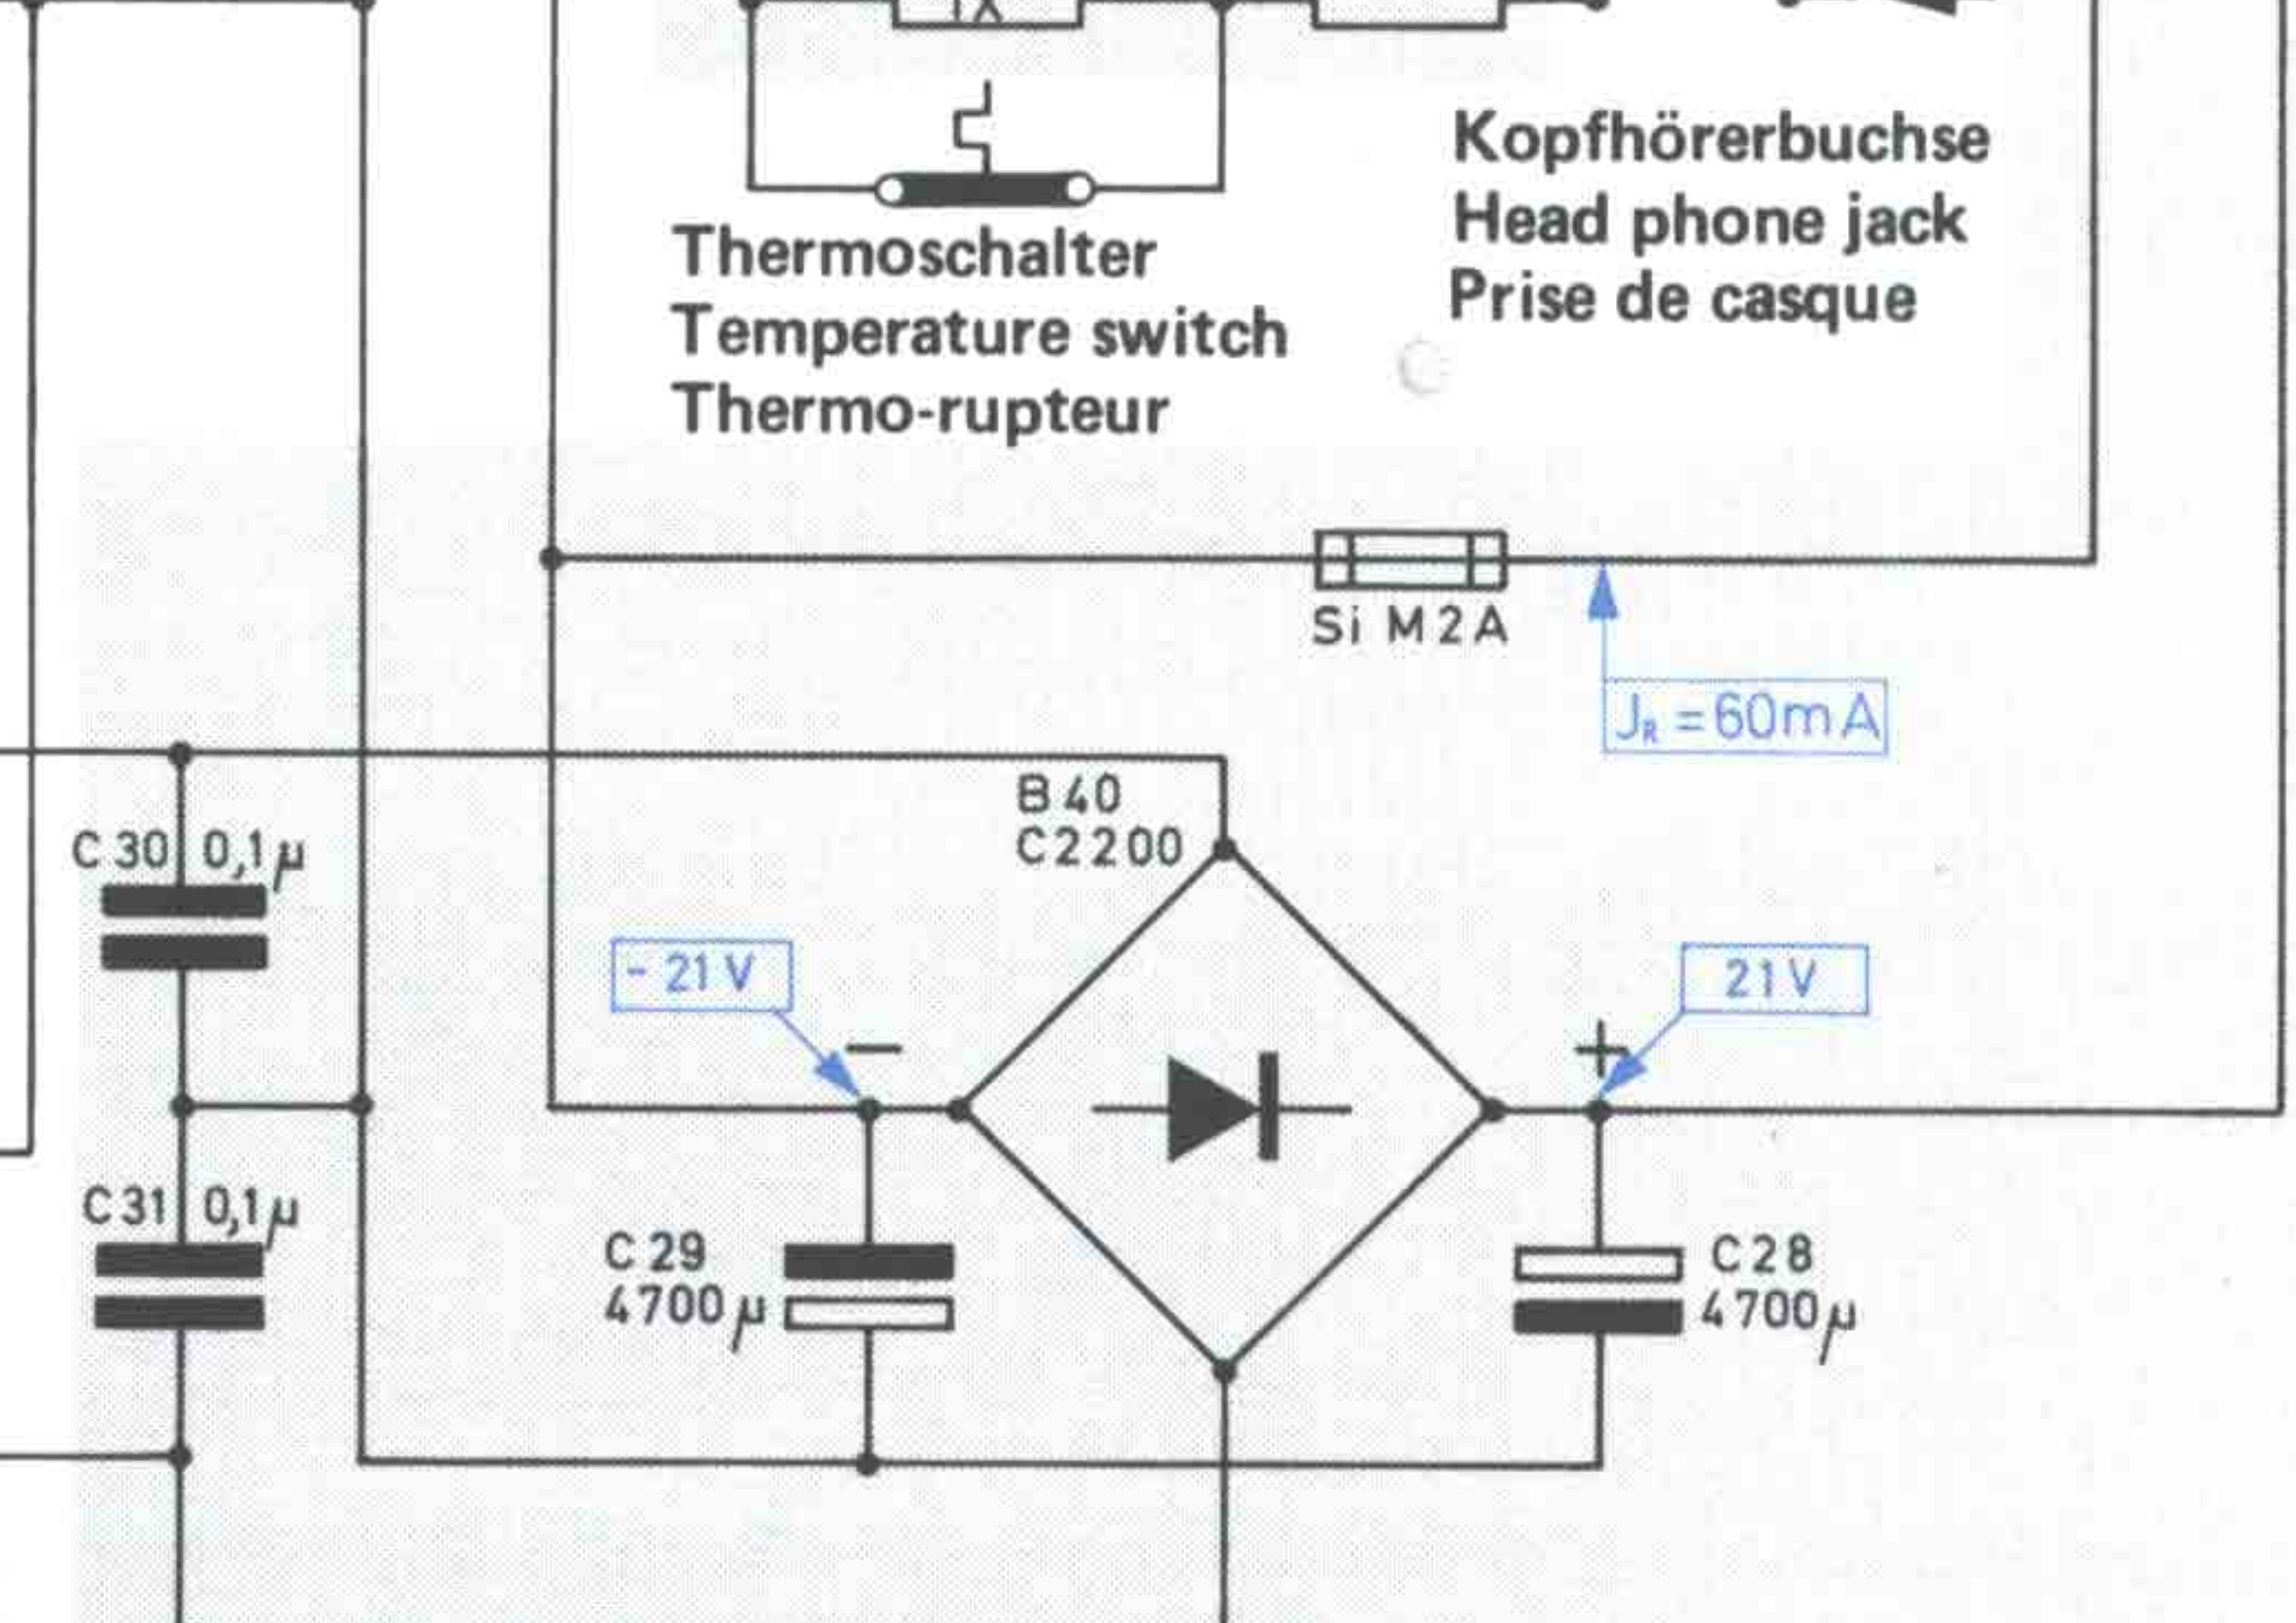 Kopfhörerbuchse
Head phone jack
Prise de casque
Thermoschalter
Temperature switch
Thermo-rupteur
Si M2A
JR = 60mA
B40
C2200
C30 0,1µ
- 21V
21V
−
+
C31 0,1µ
C29
4700µ
C28
4700µ